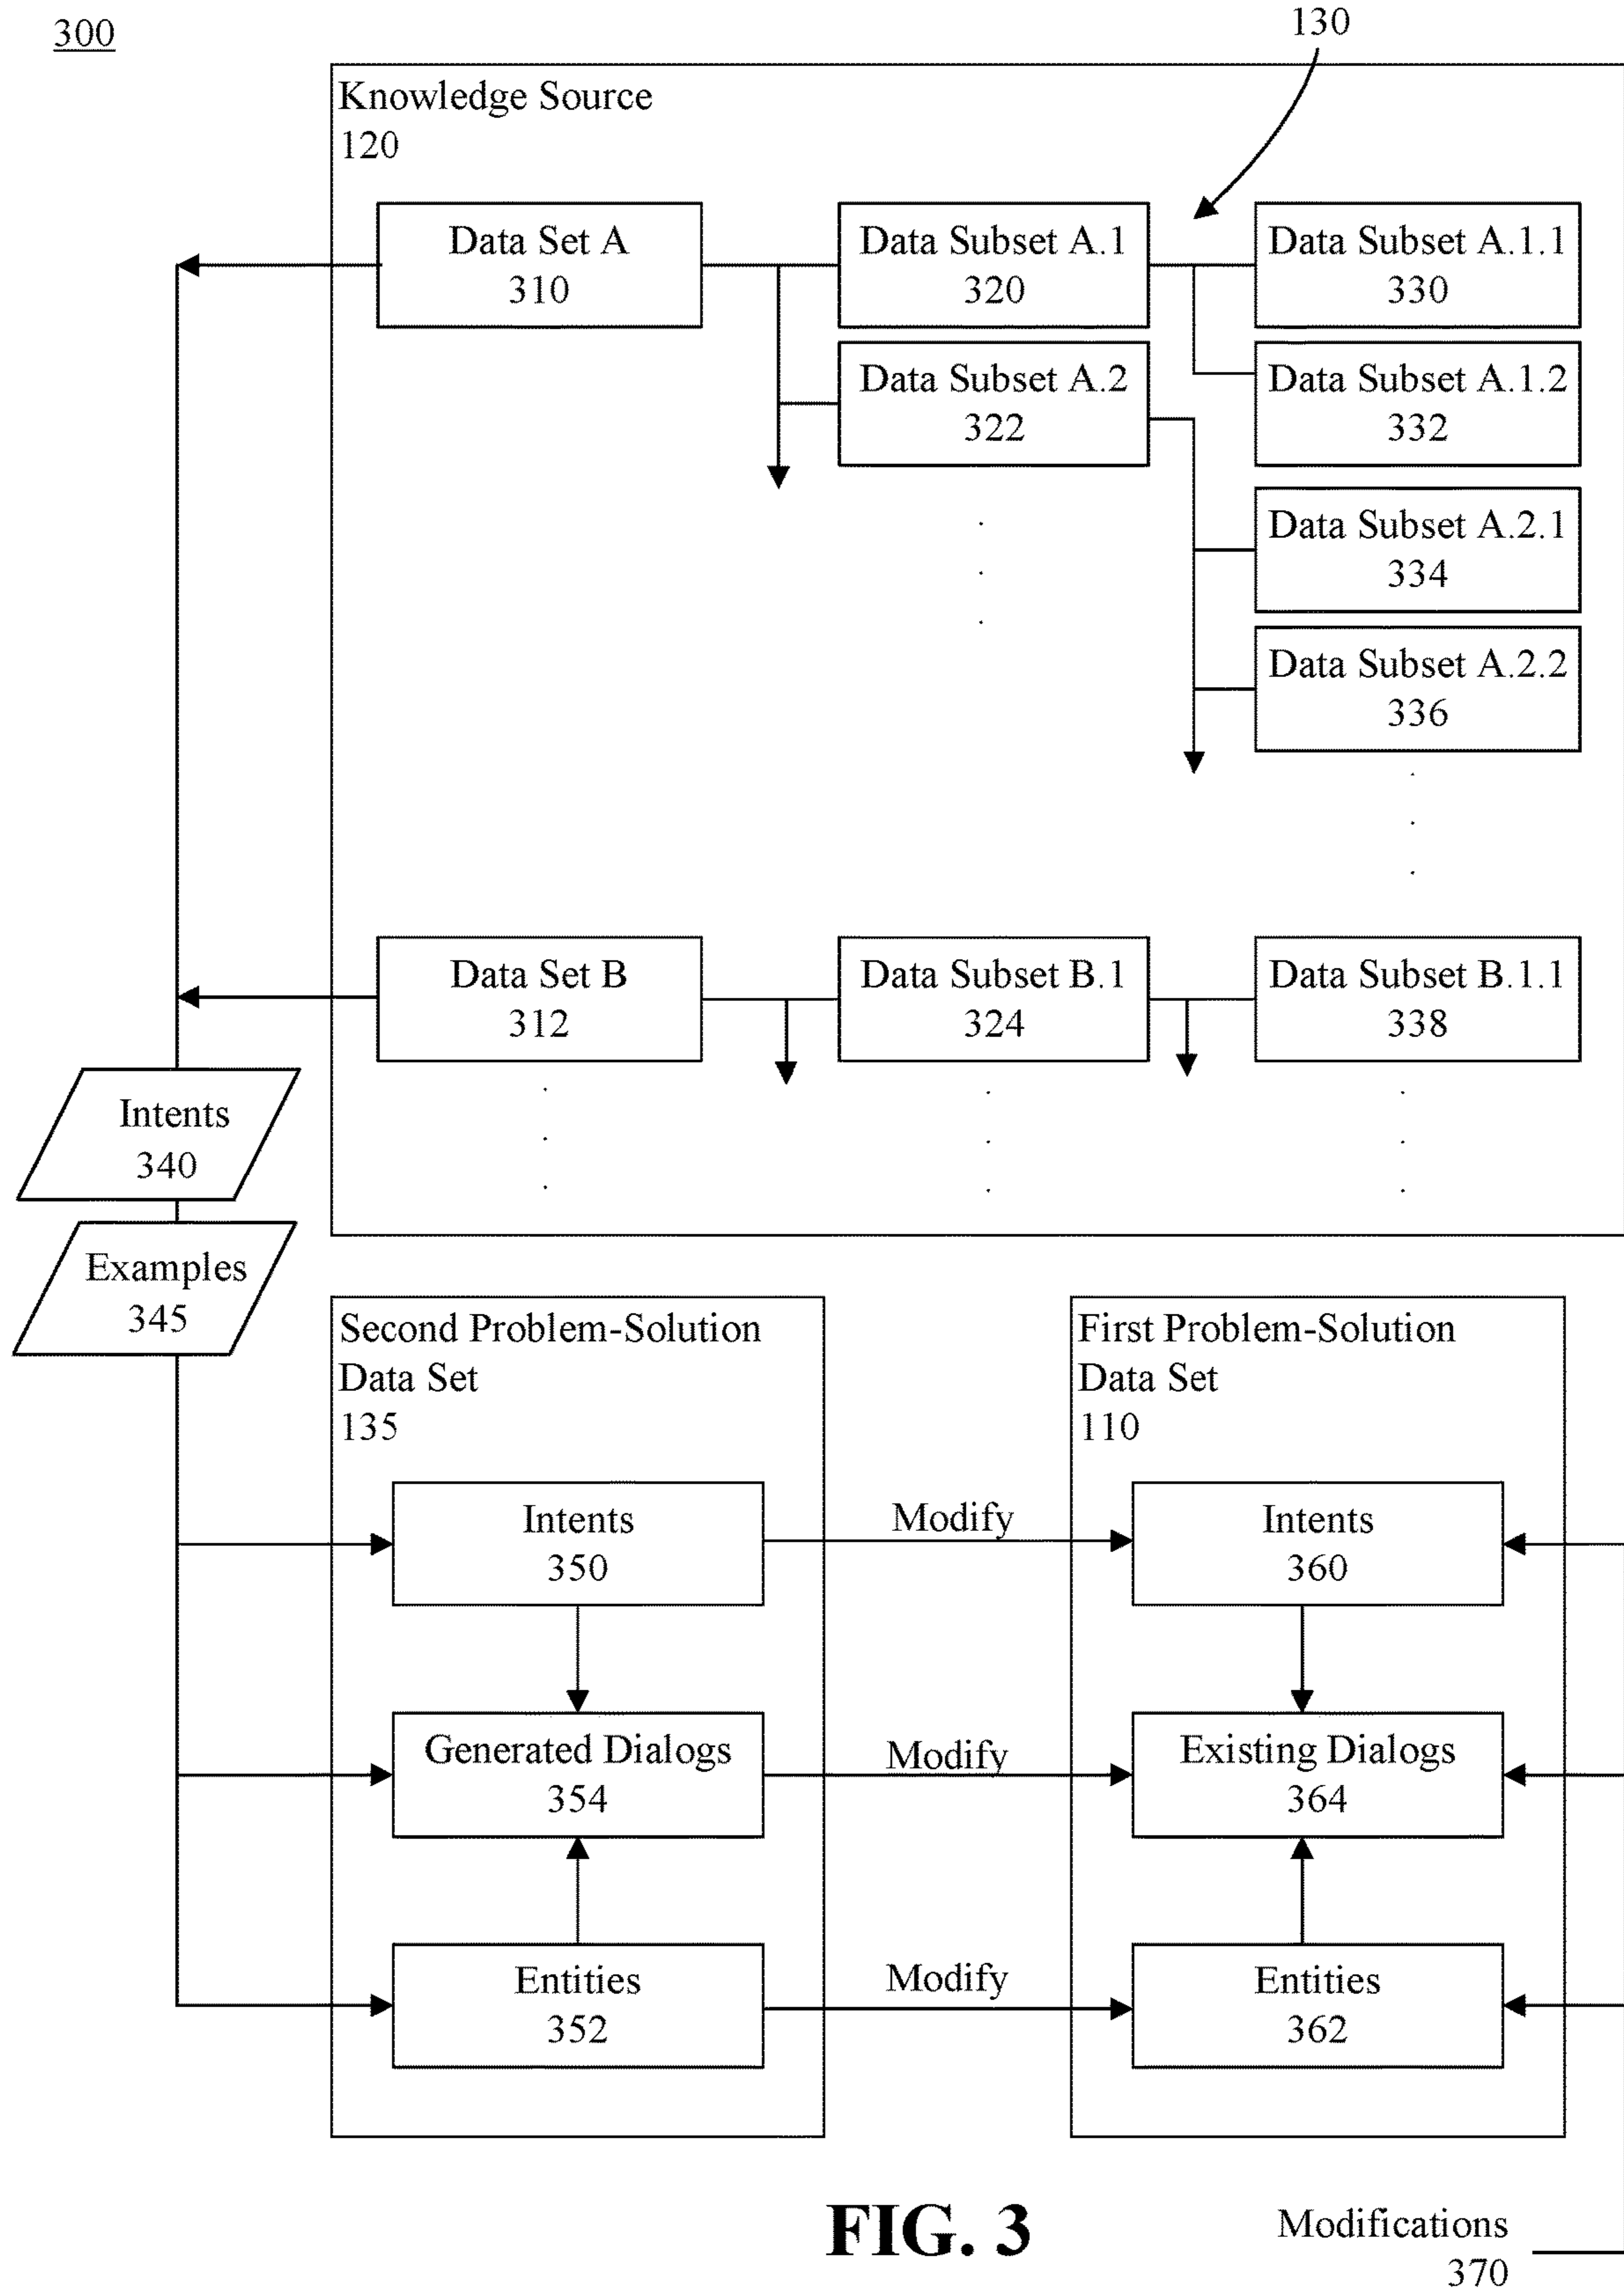 300
130
Knowledge Source
120
Data Set A
310
Data Subset A.1
320
Data Subset A.1.1
330
Data Subset A.2
322
Data Subset A.1.2
332
Data Subset A.2.1
334
Data Subset A.2.2
336
Data Set B
312
Data Subset B.1
324
Data Subset B.1.1
338
Intents
340
Examples
345
Second Problem-Solution
Data Set
135
First Problem-Solution
Data Set
110
Intents
350
Modify
Intents
360
Generated Dialogs
354
Modify
Existing Dialogs
364
Entities
352
Modify
Entities
362
FIG. 3
Modifications
370